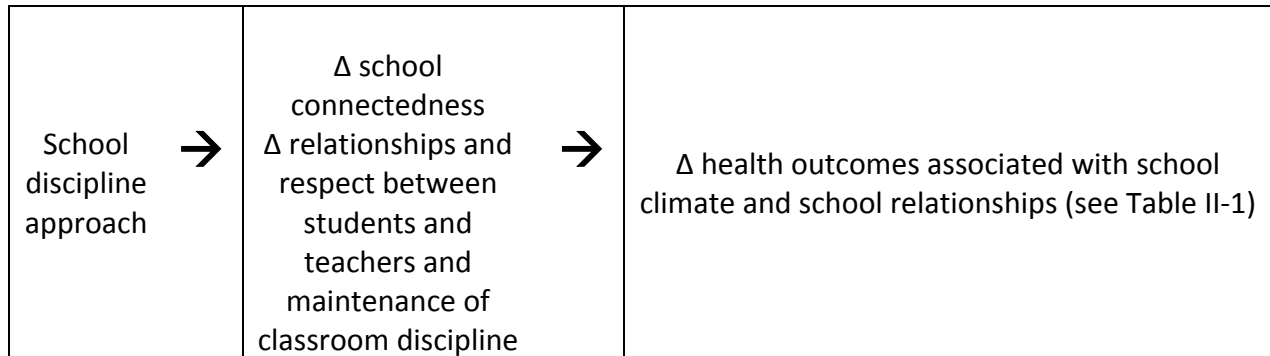 School
discipline
approach
→
Δ school
connectedness
Δ relationships and
respect between
students and
teachers and
maintenance of
classroom discipline
→
Δ health outcomes associated with school
climate and school relationships (see Table II-1)